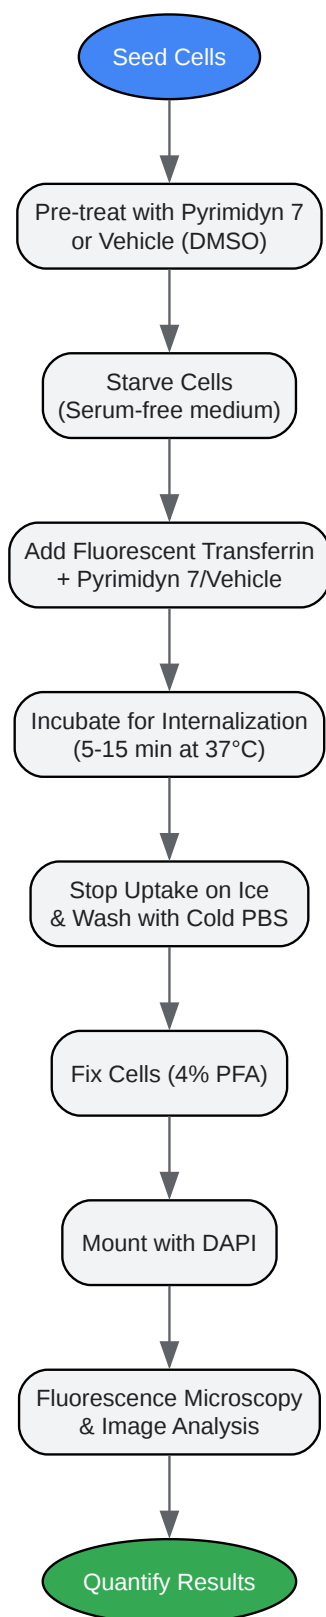 Seed Cells
Pre-treat with Pyrimidyn 7
or Vehicle (DMSO)
Starve Cells
(Serum-free medium)
Add Fluorescent Transferrin
+ Pyrimidyn 7/Vehicle
Incubate for Internalization
(5-15 min at 37°C)
Stop Uptake on Ice
& Wash with Cold PBS
Fix Cells (4% PFA)
Mount with DAPI
Fluorescence Microscopy
& Image Analysis
Quantify Results